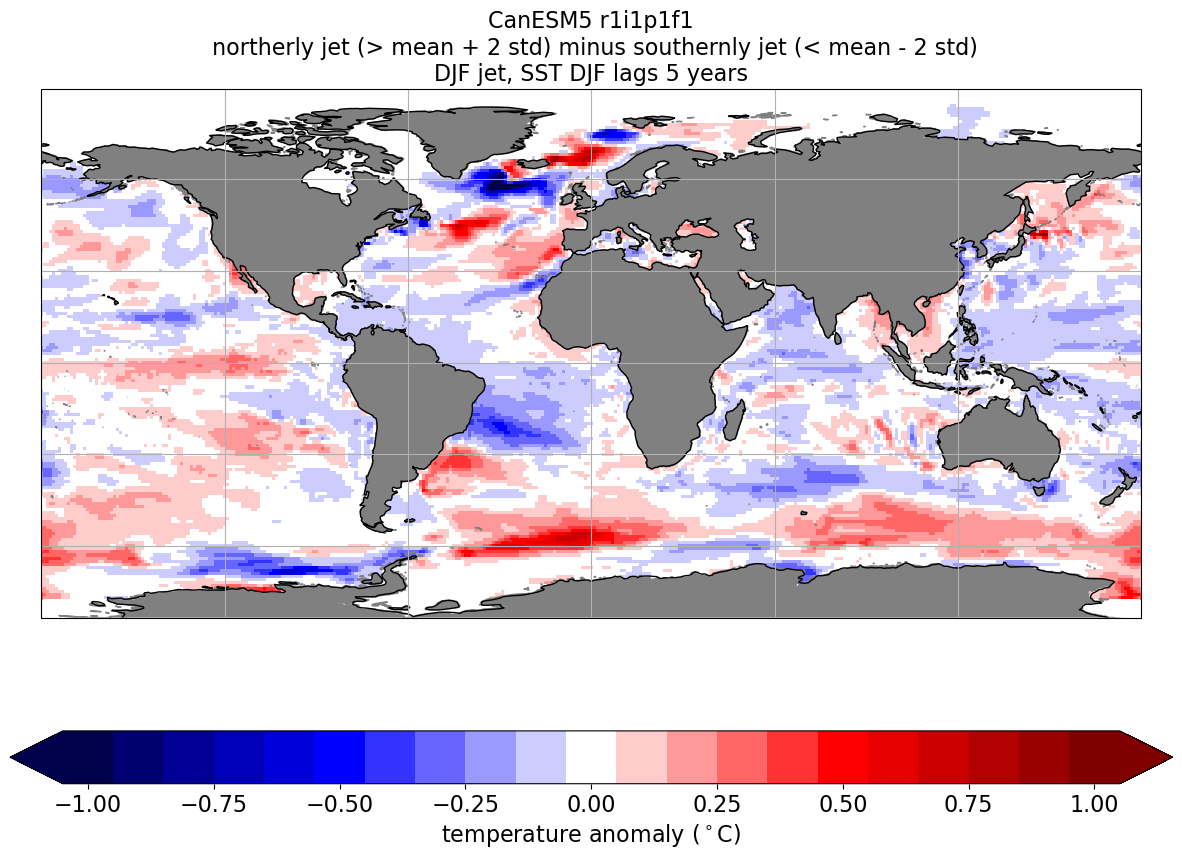 CanESM5 r1i1p1f1
northerly jet (> mean + 2 std) minus southernly jet (< mean - 2 std)
DJF jet, SST DJF lags 5 years
−1.00 −0.75 −0.50 −0.25 0.00 0.25 0.50 0.75 1.00
temperature anomaly (∘C)